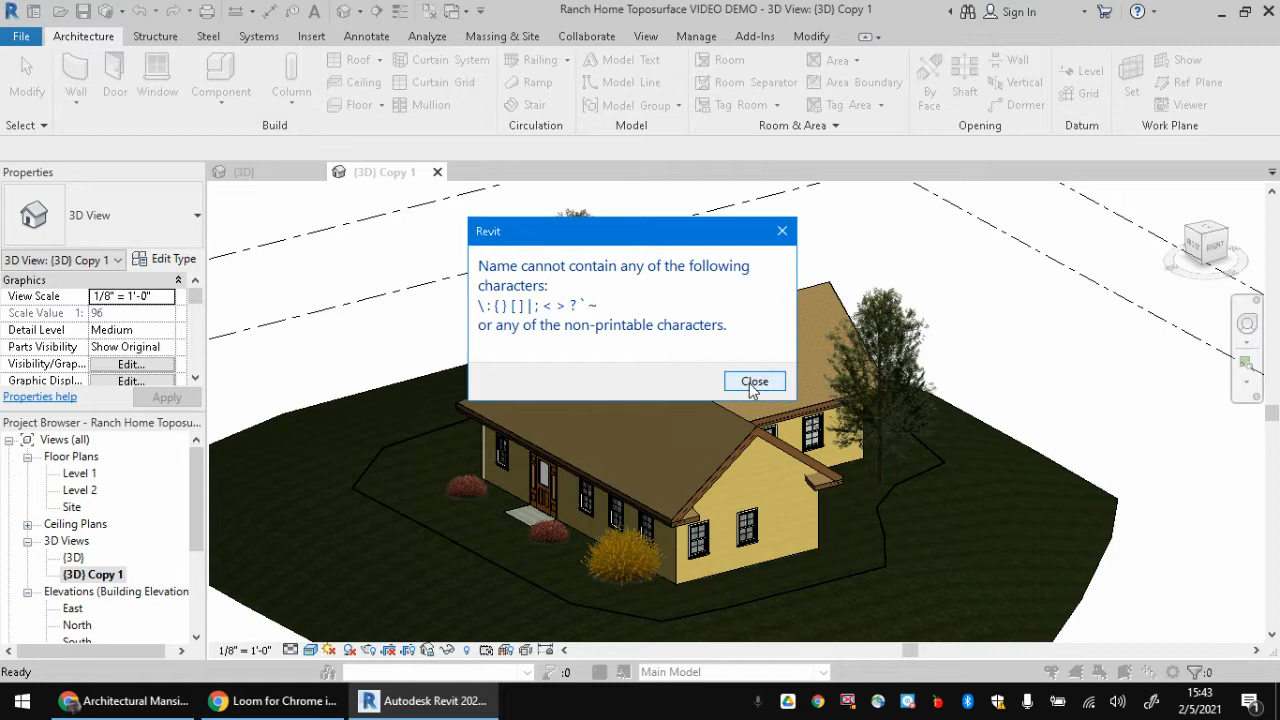 Ranch Home Toposurface VIDEO DEMO - 3D View: {3D} Copy 1
Sign In
File Architecture Structure Steel Systems Insert Annotate Analyze Massing & Site Collaborate View Manage Add-Ins Modify
Modify
Wall
Door
Window
Component
Column
Roof
Ceiling
Floor
Curtain System
Curtain Grid
Mullion
Railing
Ramp
Stair
Model Text
Model Line
Model Group
Room
Room Separator
Tag Room
Area
Area Boundary
Tag Area
By Face
Shaft
Wall
Vertical
Dormer
Level
Grid
Set
Show
Ref Plane
Viewer
Select Build Circulation Model Room & Area Opening Datum Work Plane
Properties
{3D}
{3D} Copy 1
3D View
3D View: {3D} Copy 1 Edit Type
Graphics
View Scale 1/8" = 1'-0"
Scale Value 1: 96
Detail Level Medium
Parts Visibility Show Original
Visibility/Grap... Edit...
Graphic Displ... Edit...
Properties help Apply
Project Browser - Ranch Home Toposu...
Views (all)
Floor Plans
Level 1
Level 2
Site
Ceiling Plans
3D Views
{3D}
{3D} Copy 1
Elevations (Building Elevation
East
North
South
Revit
Name cannot contain any of the following
characters:
\ : { } [ ] | ; < > ? ` ~
or any of the non-printable characters.
Close
RIGHT
1/8" = 1'-0"
Ready
:0
Main Model
:0
Architectural Mansi...
Loom for Chrome i...
Autodesk Revit 202...
15:43
2/5/2021
1